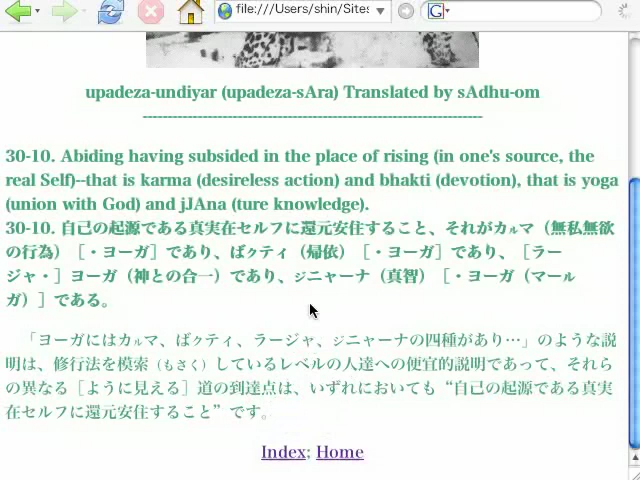 file:///Users/shin/Sites
upadeza-undiyar (upadeza-sAra) Translated by sAdhu-om
--------------------------------------------------------------------
30-10. Abiding having subsided in the place of rising (in one's source, the
real Self)--that is karma (desireless action) and bhakti (devotion), that is yoga
(union with God) and jJAna (ture knowledge).
30-10. 自己の起源である真実在セルフに還元安住すること、それがカㇽマ（無私無欲
の行為）［・ヨーガ］であり、ばㇰティ（帰依）［・ヨーガ］であり、［ラー
ジャ・］ヨーガ（神との合一）であり、ジニャーナ（真智）［・ヨーガ（マール
ガ）］である。
「ヨーガにはカㇽマ、ばㇰティ、ラージャ、ジニャーナの四種があり…」のような説
明は、修行法を模索（もさく）しているレベルの人達への便宜的説明であって、それら
の異なる［ように見える］道の到達点は、いずれにおいても“自己の起源である真実
在セルフに還元安住すること”です。
Index; Home